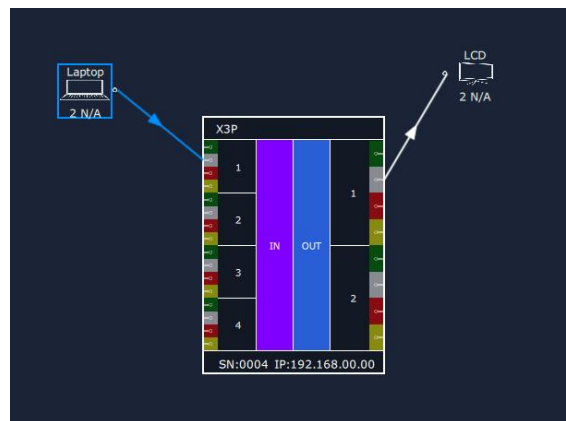 Laptop
2 N/A
LCD
2 N/A
X3P
1
2
3
4
IN
OUT
1
2
SN:0004 IP:192.168.00.00